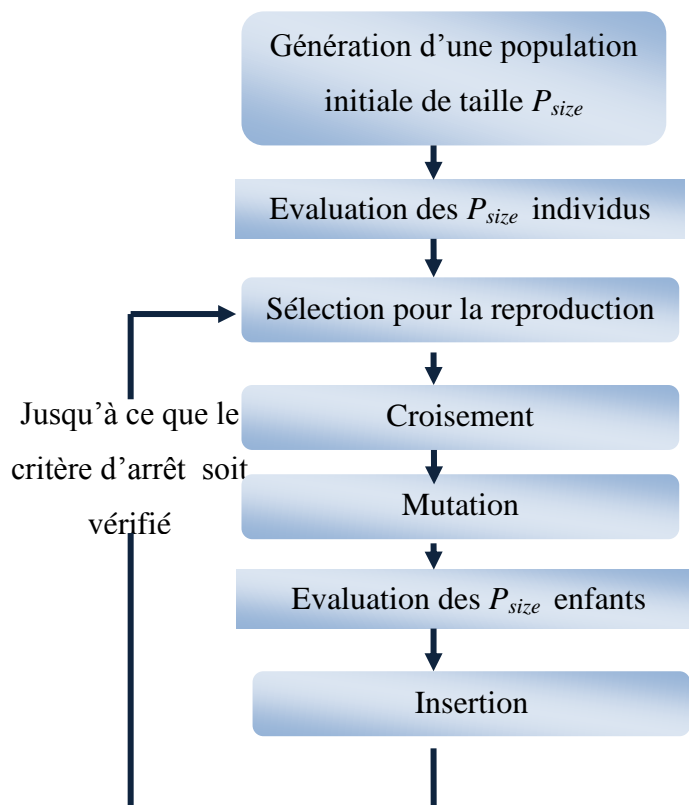 Génération d’une population
initiale de taille Psize
Evaluation des Psize individus
Sélection pour la reproduction
Croisement
Mutation
Evaluation des Psize enfants
Insertion
Jusqu’à ce que le
critère d’arrêt soit
vérifié